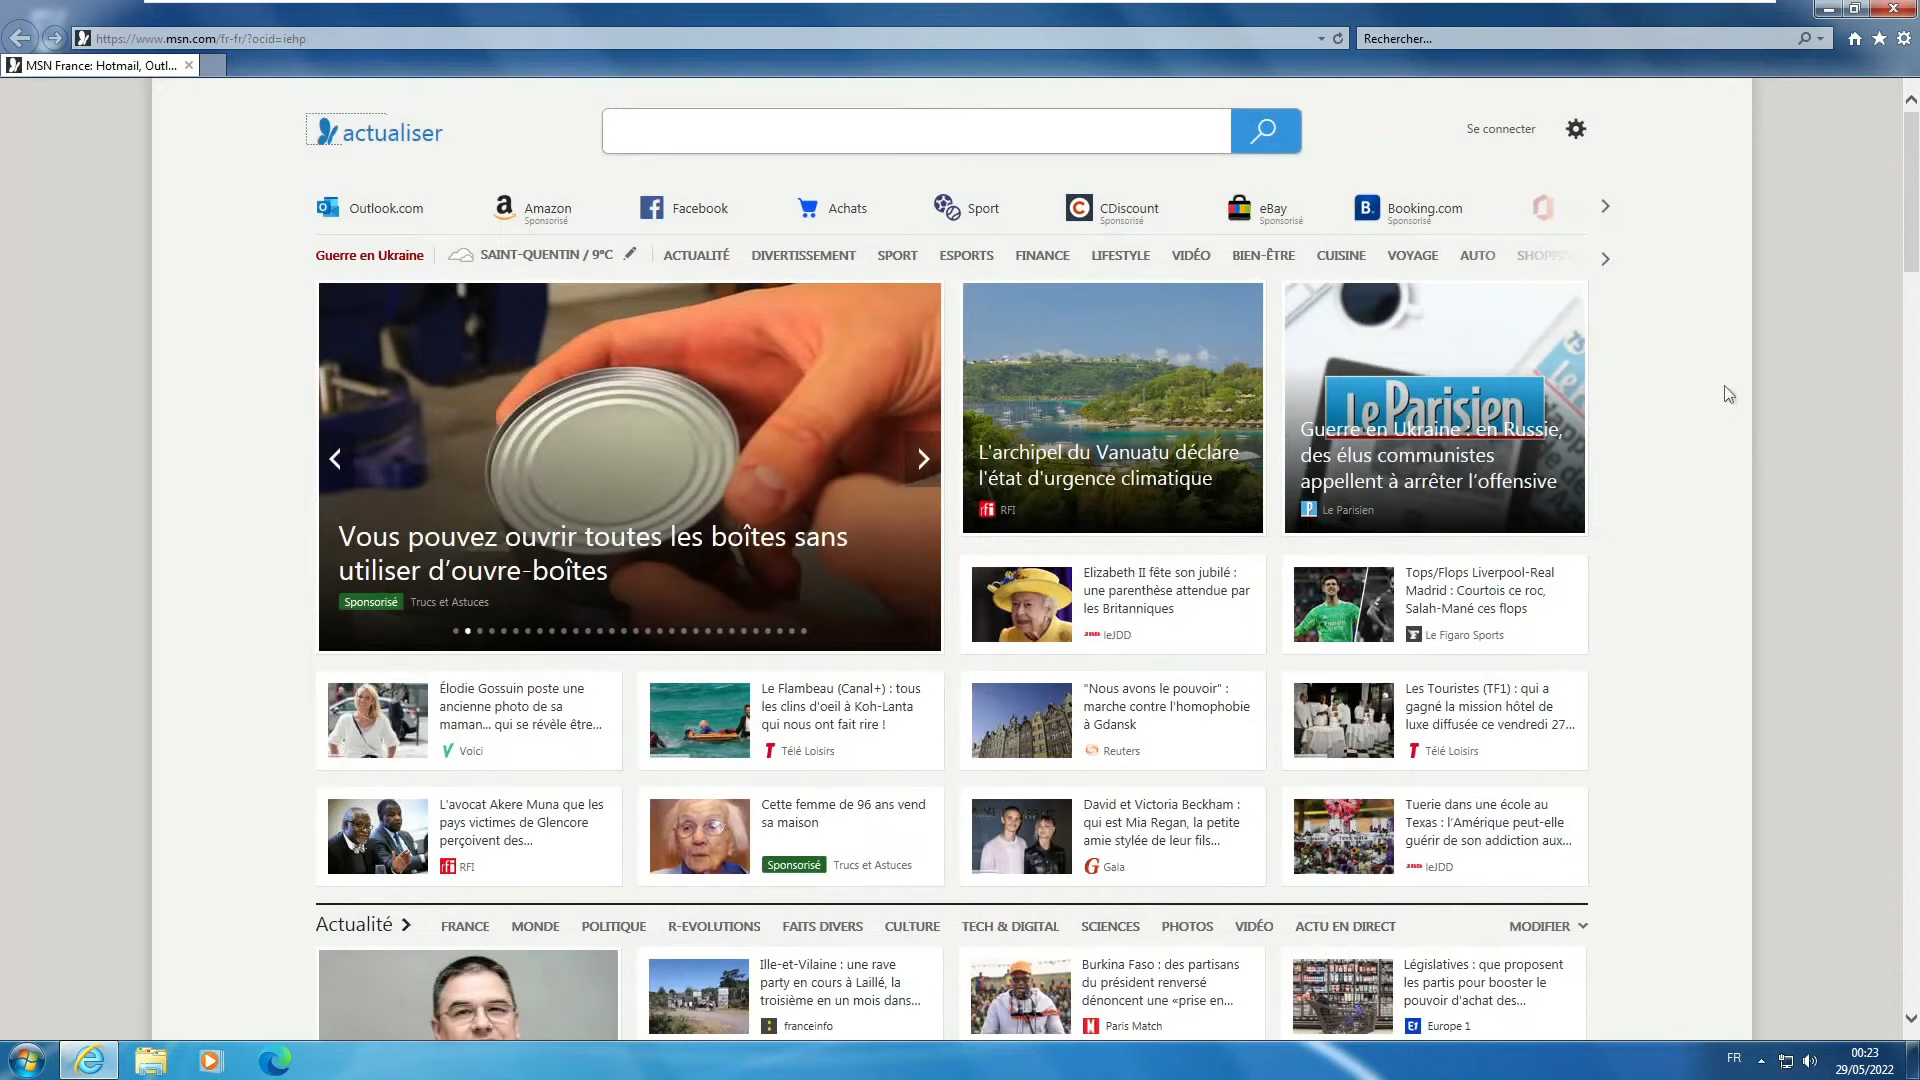 https://www.msn.com/fr-fr/?ocid=iehp
Rechercher...
MSN France: Hotmail, Outl...
actualiser
Se connecter
Outlook.com
Amazon
Sponsorisé
Facebook
Achats
Sport
CDiscount
Sponsorisé
eBay
Sponsorisé
Booking.com
Sponsorisé
Guerre en Ukraine
SAINT-QUENTIN / 9°C
ACTUALITÉ
DIVERTISSEMENT
SPORT
ESPORTS
FINANCE
LIFESTYLE
VIDÉO
BIEN-ÊTRE
CUISINE
VOYAGE
AUTO
Vous pouvez ouvrir toutes les boîtes sans
utiliser d’ouvre-boîtes
Sponsorisé Trucs et Astuces
L'archipel du Vanuatu déclare
l'état d'urgence climatique
rfi RFI
Le Parisien
Guerre en Ukraine : en Russie,
des élus communistes
appellent à arrêter l’offensive
Le Parisien
Elizabeth II fête son jubilé :
une parenthèse attendue par
les Britanniques
leJDD
Tops/Flops Liverpool-Real
Madrid : Courtois ce roc,
Salah-Mané ces flops
Le Figaro Sports
Élodie Gossuin poste une
ancienne photo de sa
maman... qui se révèle être...
Voici
Le Flambeau (Canal+) : tous
les clins d'oeil à Koh-Lanta
qui nous ont fait rire !
Télé Loisirs
"Nous avons le pouvoir" :
marche contre l'homophobie
à Gdansk
Reuters
Les Touristes (TF1) : qui a
gagné la mission hôtel de
luxe diffusée ce vendredi 27...
Télé Loisirs
L'avocat Akere Muna que les
pays victimes de Glencore
perçoivent des...
rfi RFI
Cette femme de 96 ans vend
sa maison
Sponsorisé Trucs et Astuces
David et Victoria Beckham :
qui est Mia Regan, la petite
amie stylée de leur fils...
Gala
Tuerie dans une école au
Texas : l’Amérique peut-elle
guérir de son addiction aux...
leJDD
Actualité
FRANCE
MONDE
POLITIQUE
R-EVOLUTIONS
FAITS DIVERS
CULTURE
TECH & DIGITAL
SCIENCES
PHOTOS
VIDÉO
ACTU EN DIRECT
MODIFIER
Ille-et-Vilaine : une rave
party en cours à Laillé, la
troisième en un mois dans...
franceinfo
Burkina Faso : des partisans
du président renversé
dénoncent une «prise en...
Paris Match
Législatives : que proposent
les partis pour booster le
pouvoir d'achat des...
E1 Europe 1
FR
00:23
29/05/2022